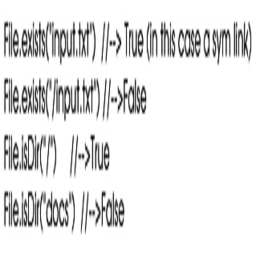 File.exists("input.txt") //--> True (in this case a sym link)
File.exists("/input.txt") //-->False
File.isDir("/") //-->True
File.isDir("docs") //-->False